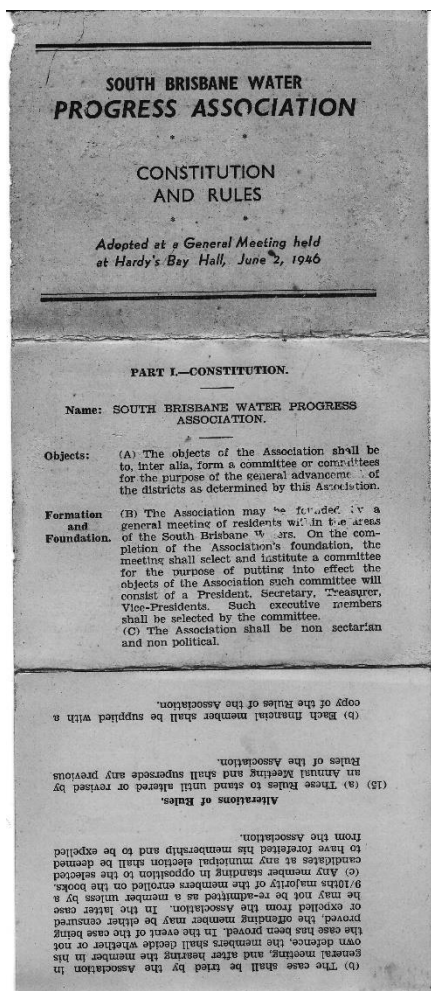 SOUTH BRISBANE WATER
PROGRESS ASSOCIATION
* *
CONSTITUTION
AND RULES
* *
Adopted at a General Meeting held
at Hardy's Bay Hall, June 2, 1946
PART I.—CONSTITUTION.
Name: SOUTH BRISBANE WATER PROGRESS
ASSOCIATION.
Objects: (A) The objects of the Association shall be
to, inter alia, form a committee or committees
for the purpose of the general advancement of
the districts as determined by this Association.
Formation and Foundation. (B) The Association may be founded by a
general meeting of residents within the areas
of the South Brisbane On the com-
pletion of the Association's foundation, the
meeting shall select and institute a committee
for the purpose of putting into effect the
objects of the Association such committee will
consist of a President, Secretary, Treasurer,
Vice-Presidents. Such executive members
shall be selected by the committee.
(C) The Association shall be non sectarian
and non political.
(b) The case shall be tried by the Association in
general meeting, and after hearing the member in his
own defence, the members shall decide whether or not
the case has been proved. In the event of the case being
proved, the offending member may be either censured
or expelled from the Association. In the latter case
he may not be re-admitted as a member unless by a
9/10ths majority of the members enrolled on the books.
(c) Any member standing in opposition to the selected
candidates at any municipal election shall be deemed
to have forfeited his membership and to be expelled
from the Association.
Alterations of Rules.
(15) (a) These Rules to stand until altered or revised by
an Annual Meeting and shall supersede any previous
Rules of the Association.
(b) Each financial member shall be supplied with a
copy of the Rules of the Association.